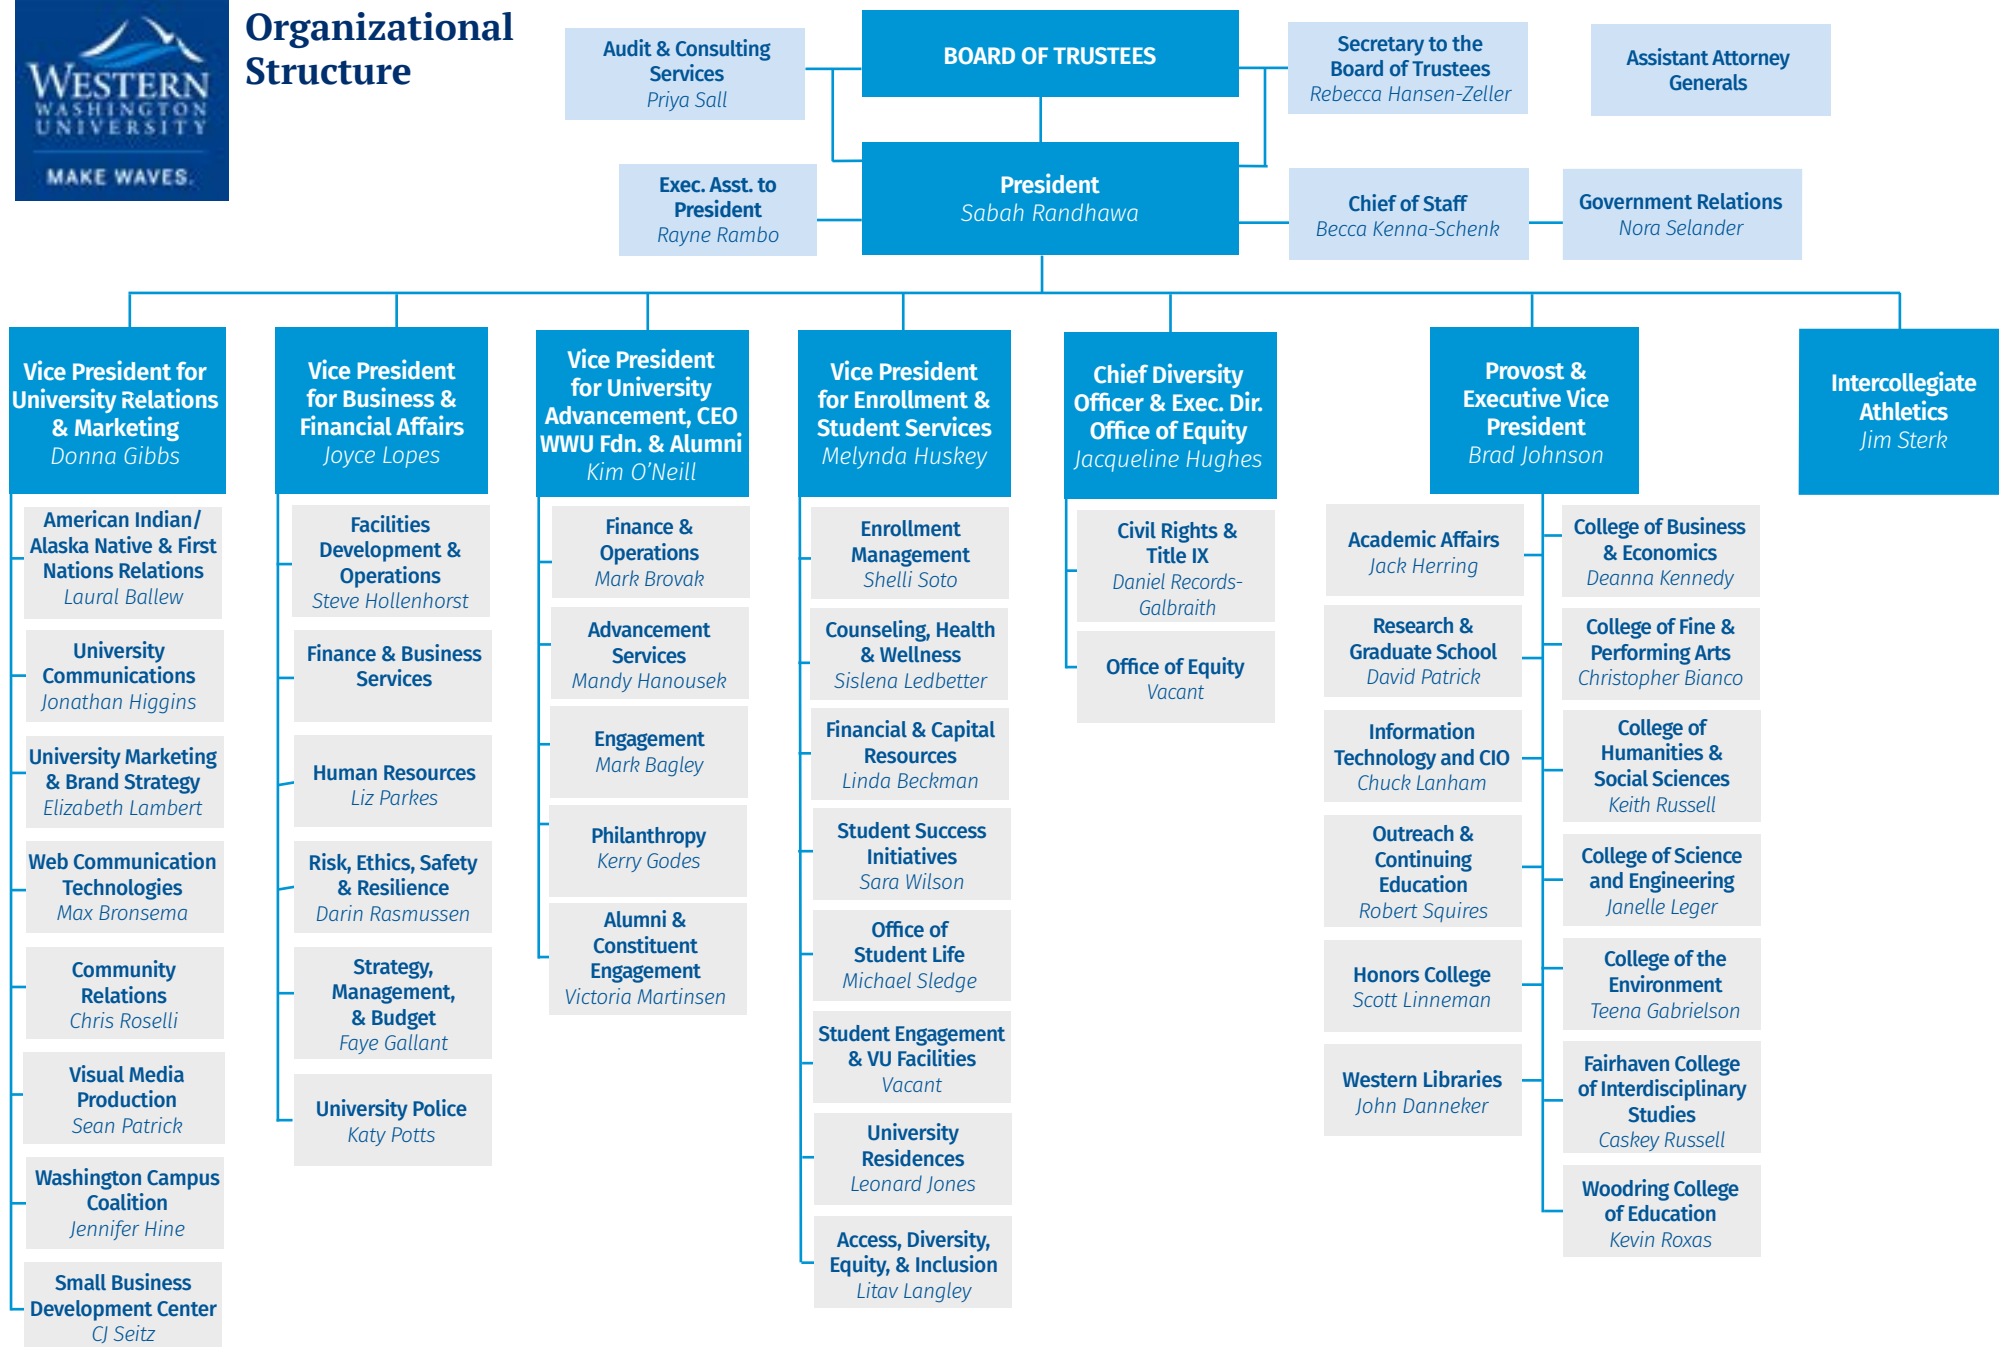 WESTERN
WASHINGTON
UNIVERSITY
MAKE WAVES.
Organizational
Structure
Audit & Consulting
Services
Priya Sall
BOARD OF TRUSTEES
Secretary to the
Board of Trustees
Rebecca Hansen-Zeller
Assistant Attorney
Generals
Exec. Asst. to
President
Rayne Rambo
President
Sabah Randhawa
Chief of Staff
Becca Kenna-Schenk
Government Relations
Nora Selander
Vice President for
University Relations
& Marketing
Donna Gibbs
American Indian/
Alaska Native & First
Nations Relations
Laural Ballew
University
Communications
Jonathan Higgins
University Marketing
& Brand Strategy
Elizabeth Lambert
Web Communication
Technologies
Max Bronsema
Community
Relations
Chris Roselli
Visual Media
Production
Sean Patrick
Washington Campus
Coalition
Jennifer Hine
Small Business
Development Center
CJ Seitz
Vice President
for Business &
Financial Affairs
Joyce Lopes
Facilities
Development &
Operations
Steve Hollenhorst
Finance & Business
Services
Human Resources
Liz Parkes
Risk, Ethics, Safety
& Resilience
Darin Rasmussen
Strategy,
Management,
& Budget
Faye Gallant
University Police
Katy Potts
Vice President
for University
Advancement, CEO
WWU Fdn. & Alumni
Kim O’Neill
Finance &
Operations
Mark Brovak
Advancement
Services
Mandy Hanousek
Engagement
Mark Bagley
Philanthropy
Kerry Godes
Alumni &
Constituent
Engagement
Victoria Martinsen
Vice President
for Enrollment &
Student Services
Melynda Huskey
Enrollment
Management
Shelli Soto
Counseling, Health
& Wellness
Sislena Ledbetter
Financial & Capital
Resources
Linda Beckman
Student Success
Initiatives
Sara Wilson
Office of
Student Life
Michael Sledge
Student Engagement
& VU Facilities
Vacant
University
Residences
Leonard Jones
Access, Diversity,
Equity, & Inclusion
Litav Langley
Chief Diversity
Officer & Exec. Dir.
Office of Equity
Jacqueline Hughes
Civil Rights &
Title IX
Daniel Records-
Galbraith
Office of Equity
Vacant
Provost &
Executive Vice
President
Brad Johnson
Academic Affairs
Jack Herring
Research &
Graduate School
David Patrick
Information
Technology and CIO
Chuck Lanham
Outreach &
Continuing
Education
Robert Squires
Honors College
Scott Linneman
Western Libraries
John Danneker
College of Business
& Economics
Deanna Kennedy
College of Fine &
Performing Arts
Christopher Bianco
College of
Humanities &
Social Sciences
Keith Russell
College of Science
and Engineering
Janelle Leger
College of the
Environment
Teena Gabrielson
Fairhaven College
of Interdisciplinary
Studies
Caskey Russell
Woodring College
of Education
Kevin Roxas
Intercollegiate
Athletics
Jim Sterk